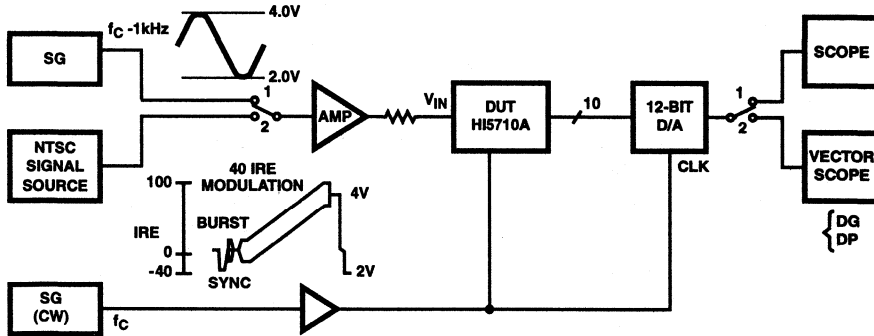 SG
fC -1kHz
4.0V
2.0V
1
2
AMP
VIN
DUT
HI5710A
10
12-BIT
D/A
CLK
1
2
SCOPE
VECTOR
SCOPE
DG
DP
NTSC
SIGNAL
SOURCE
40 IRE
MODULATION
100
IRE
0
-40
BURST
SYNC
4V
2V
SG
(CW)
fC